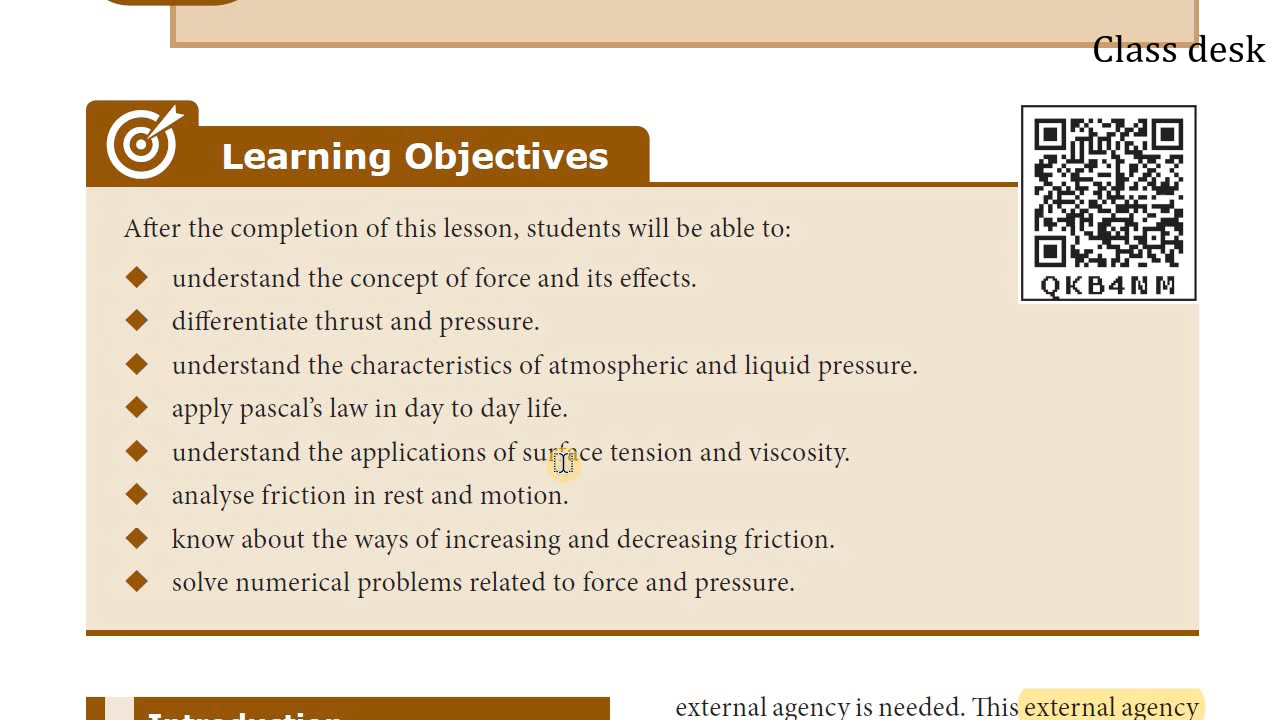 Class desk
Learning Objectives
QKB4NM
After the completion of this lesson, students will be able to:
understand the concept of force and its effects.
differentiate thrust and pressure.
understand the characteristics of atmospheric and liquid pressure.
apply pascal’s law in day to day life.
understand the applications of surface tension and viscosity.
analyse friction in rest and motion.
know about the ways of increasing and decreasing friction.
solve numerical problems related to force and pressure.
Introduction
external agency is needed. This external agency